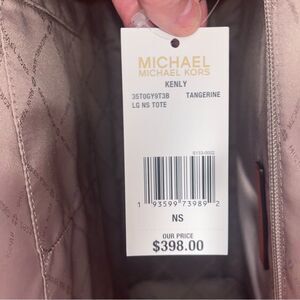 MICHAEL
MICHAEL KORS
KENLY
35T0GY9T3B TANGERINE
LG NS TOTE
1 93599 73989 2
NS
OUR PRICE
$398.00